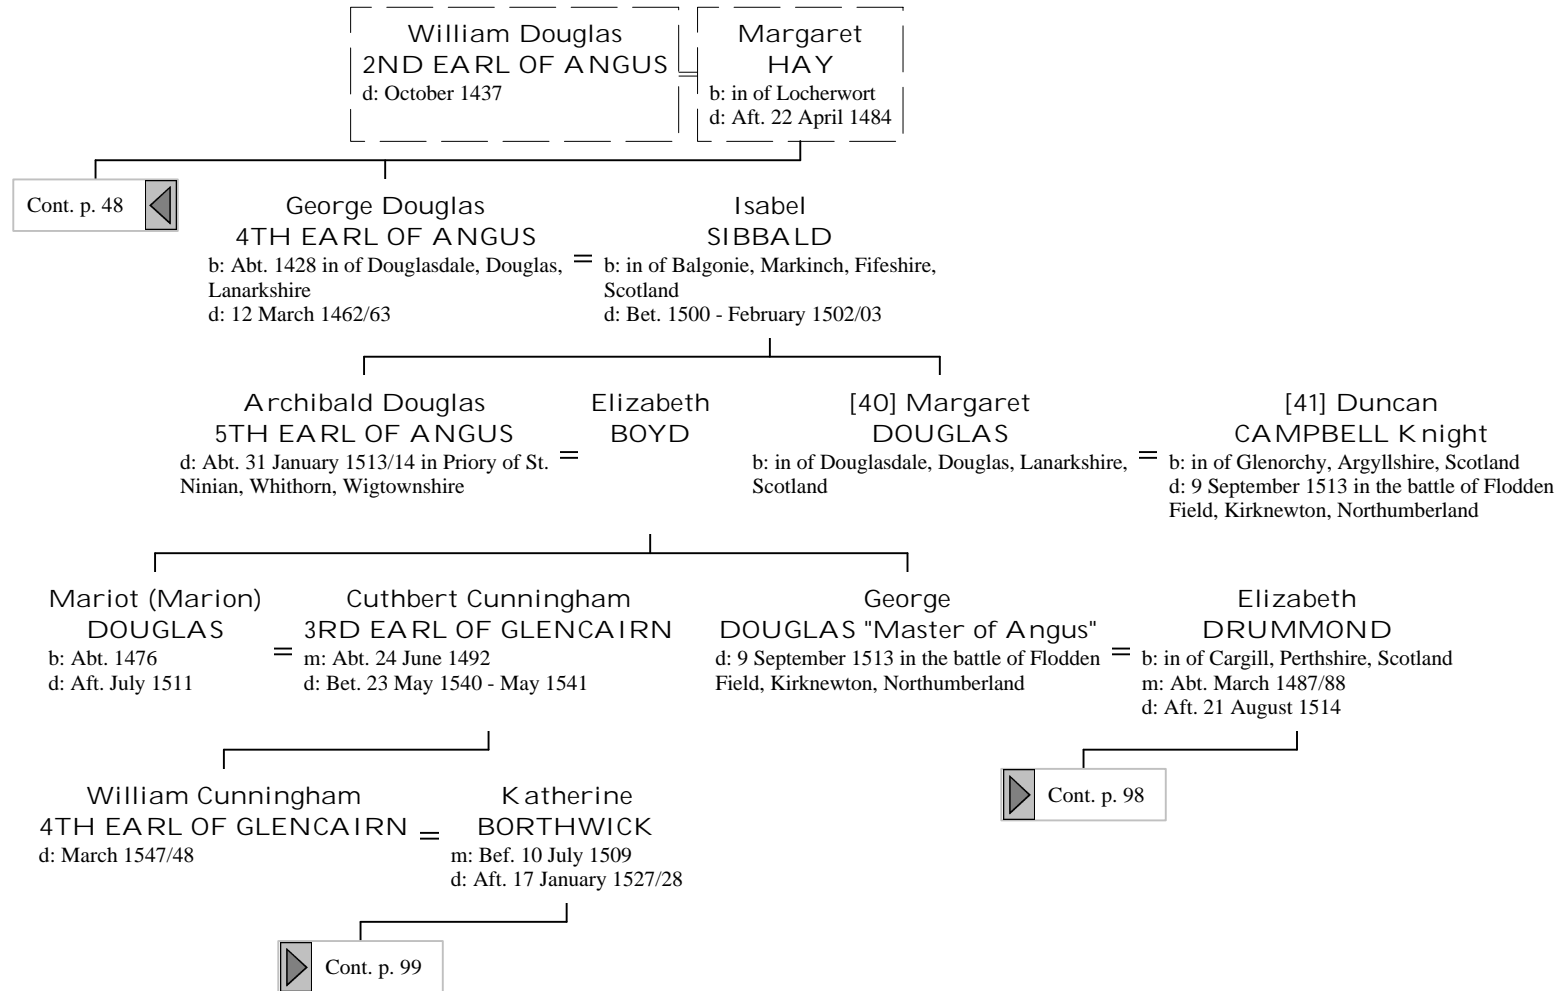 William Douglas
2ND EARL OF ANGUS
d: October 1437
Margaret
HAY
b: in of Locherwort
d: Aft. 22 April 1484
Cont. p. 48
George Douglas
4TH EARL OF ANGUS
b: Abt. 1428 in of Douglasdale, Douglas,
Lanarkshire
d: 12 March 1462/63
=
Isabel
SIBBALD
b: in of Balgonie, Markinch, Fifeshire,
Scotland
d: Bet. 1500 - February 1502/03
Archibald Douglas
5TH EARL OF ANGUS
d: Abt. 31 January 1513/14 in Priory of St.
Ninian, Whithorn, Wigtownshire
=
Elizabeth
BOYD
[40] Margaret
DOUGLAS
b: in of Douglasdale, Douglas, Lanarkshire,
Scotland
=
[41] Duncan
CAMPBELL Knight
b: in of Glenorchy, Argyllshire, Scotland
d: 9 September 1513 in the battle of Flodden
Field, Kirknewton, Northumberland
Mariot (Marion)
DOUGLAS
b: Abt. 1476
d: Aft. July 1511
=
Cuthbert Cunningham
3RD EARL OF GLENCAIRN
m: Abt. 24 June 1492
d: Bet. 23 May 1540 - May 1541
George
DOUGLAS "Master of Angus"
d: 9 September 1513 in the battle of Flodden
Field, Kirknewton, Northumberland
=
Elizabeth
DRUMMOND
b: in of Cargill, Perthshire, Scotland
m: Abt. March 1487/88
d: Aft. 21 August 1514
William Cunningham
4TH EARL OF GLENCAIRN
d: March 1547/48
=
Katherine
BORTHWICK
m: Bef. 10 July 1509
d: Aft. 17 January 1527/28
Cont. p. 98
Cont. p. 99